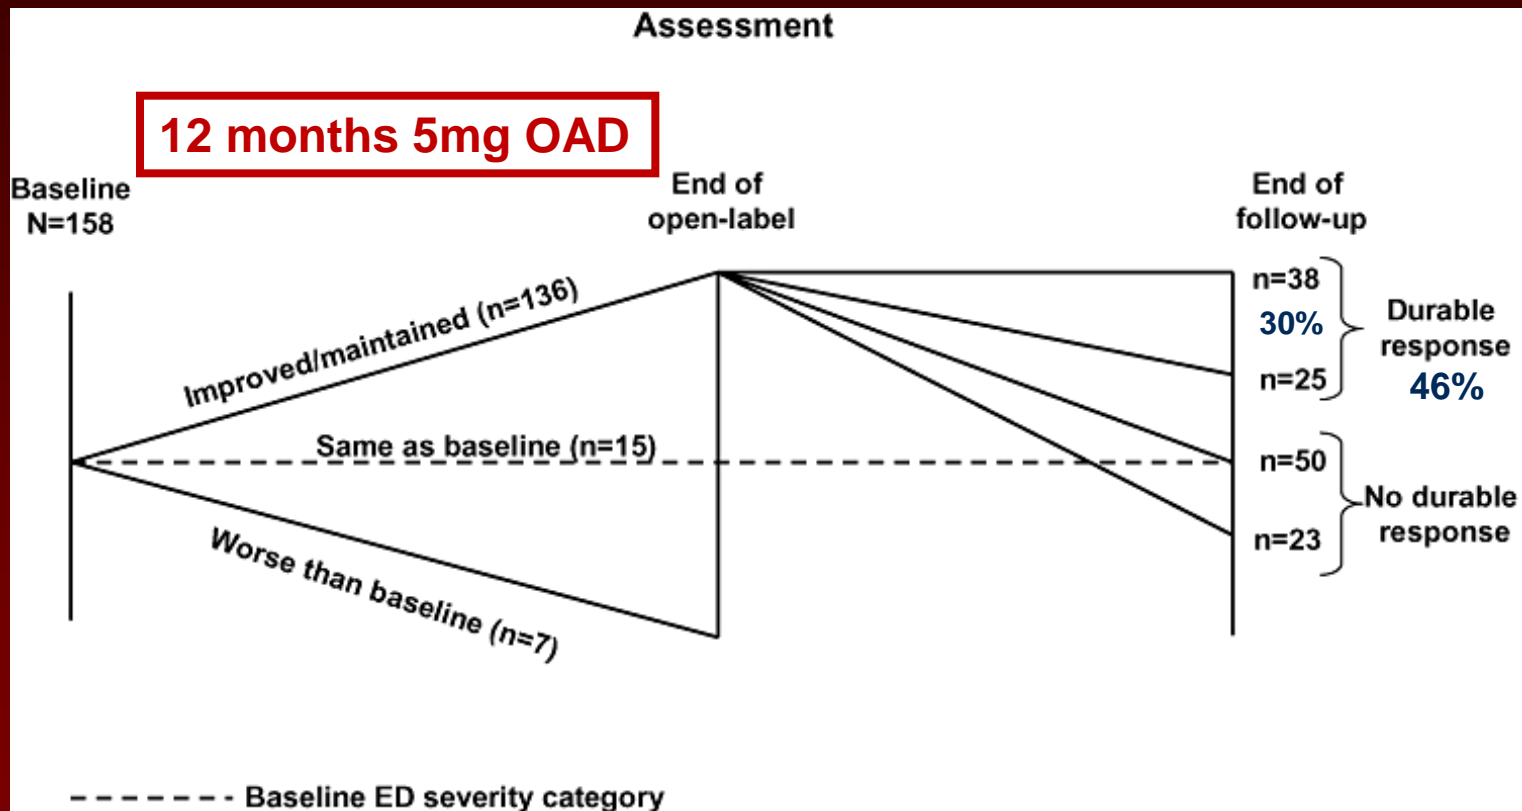 Assessment
12 months 5mg OAD
Baseline
N=158
End of
open-label
End of
follow-up
Improved/maintained (n=136)
Same as baseline (n=15)
Worse than baseline (n=7)
n=38
30%
n=25
Durable
response
46%
n=50
n=23
No durable
response
Baseline ED severity category